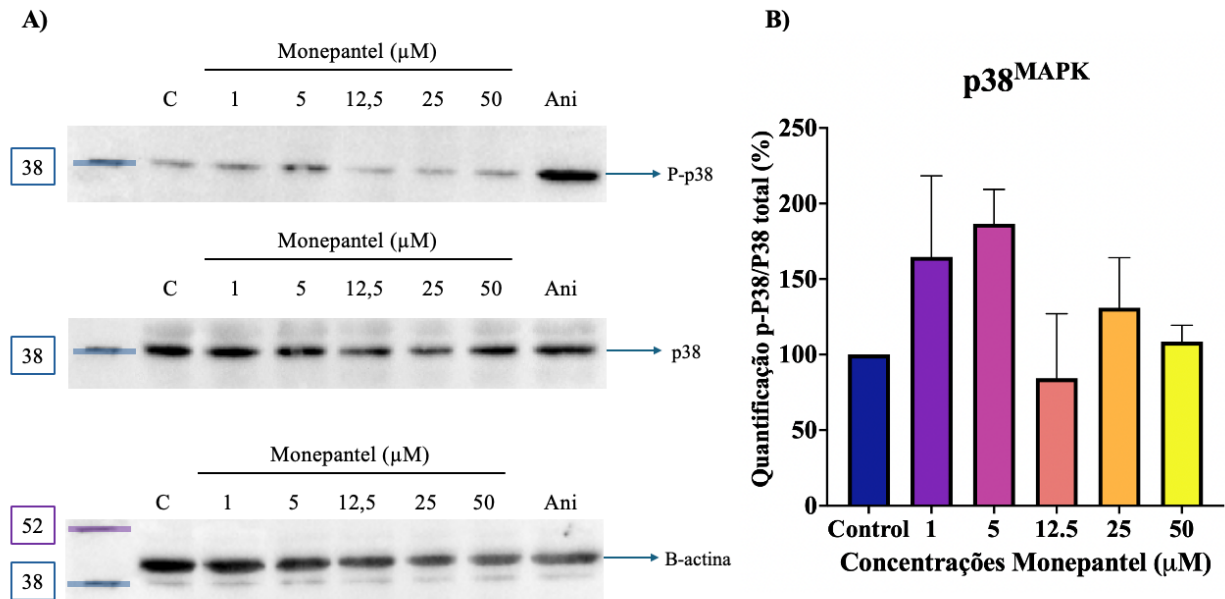 A)
Monepantel (µM)
C 1 5 12,5 25 50 Ani
38
P-p38
Monepantel (µM)
C 1 5 12,5 25 50 Ani
38
p38
Monepantel (µM)
C 1 5 12,5 25 50 Ani
52
38
B-actina
B)
p38MAPK
Quantificação p-P38/P38 total (%)
250
200
150
100
50
0
Control 1 5 12.5 25 50
Concentrações Monepantel (µM)